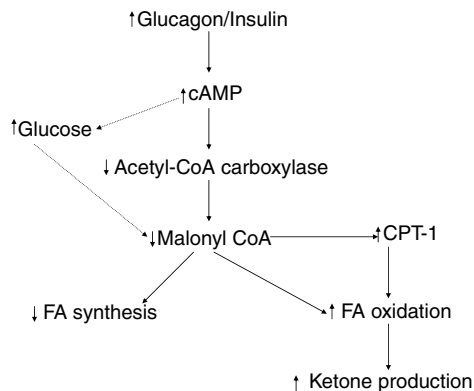 ↑Glucagon/Insulin
↑cAMP
↑Glucose
↓ Acetyl-CoA carboxylase
↓Malonyl CoA
↑CPT-1
↓ FA synthesis
↑ FA oxidation
↑ Ketone production